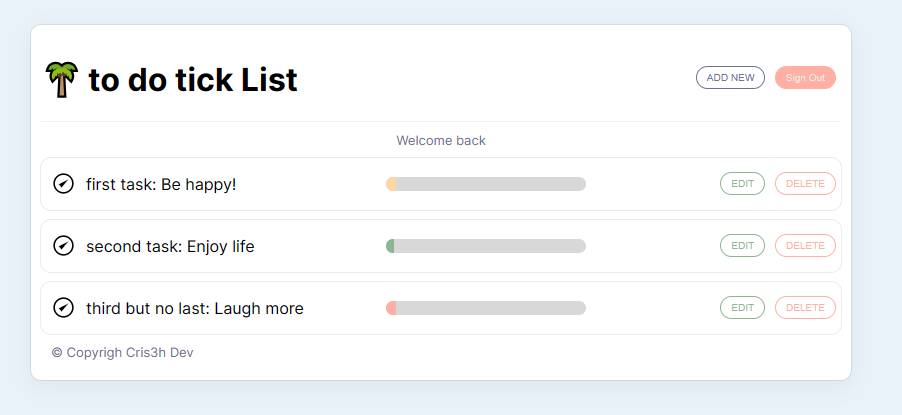 to do tick List
ADD NEW
Sign Out
Welcome back
first task: Be happy!
EDIT
DELETE
second task: Enjoy life
EDIT
DELETE
third but no last: Laugh more
EDIT
DELETE
© Copyrigh Cris3h Dev